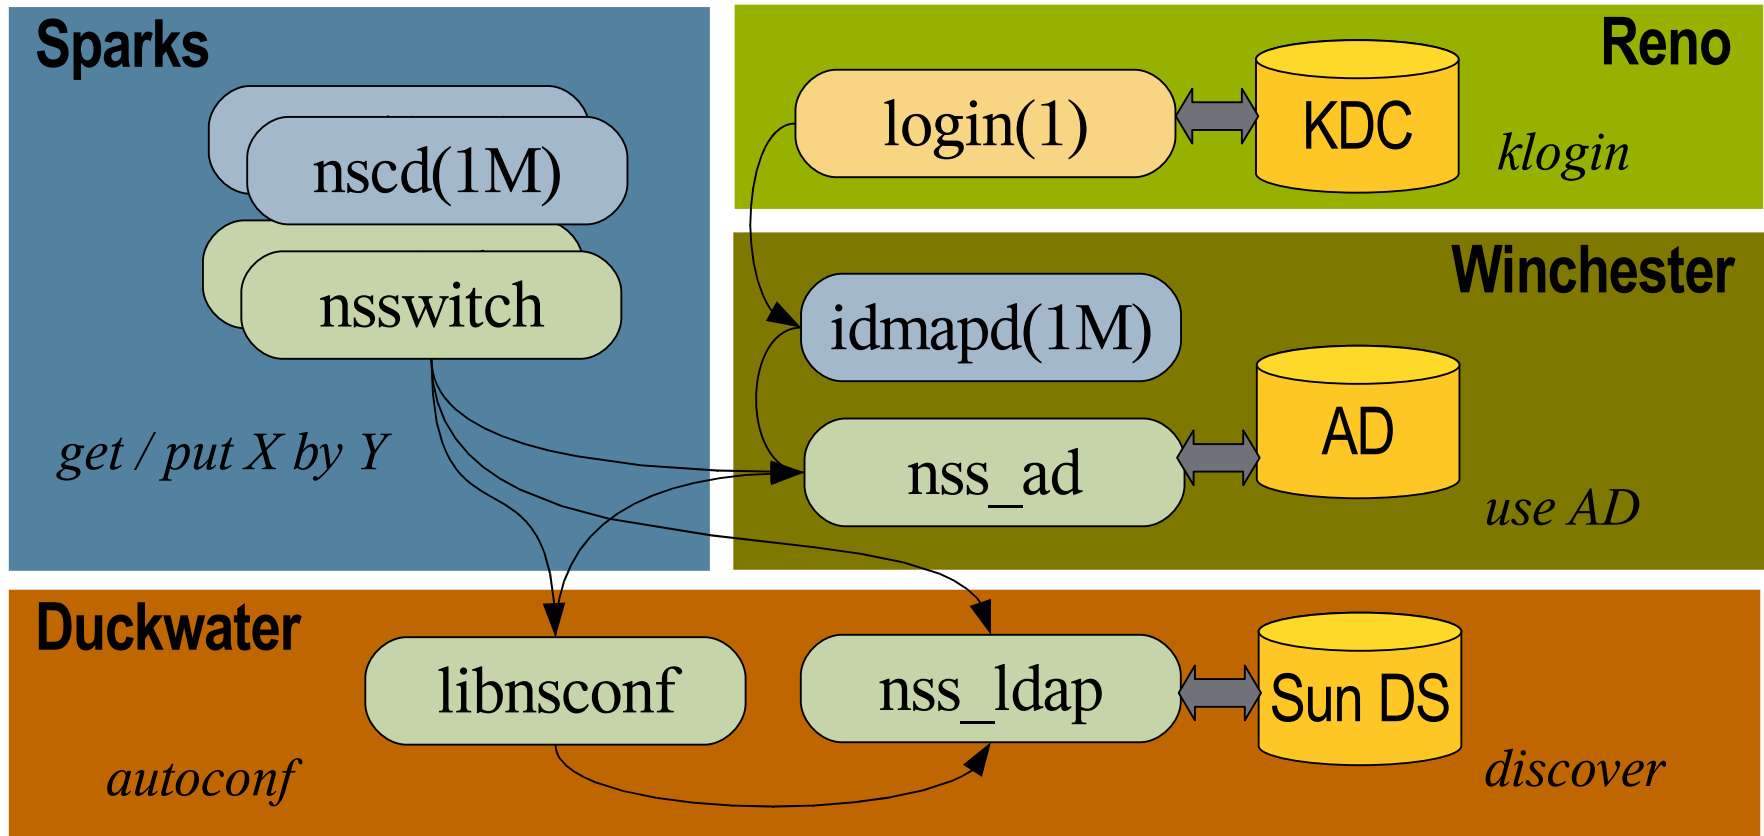 Sparks
nscd(1M)
nsswitch
get / put X by Y
Reno
login(1)
KDC
klogin
Winchester
idmapd(1M)
AD
nss_ad
use AD
Duckwater
libnsconf
nss_ldap
Sun DS
autoconf
discover